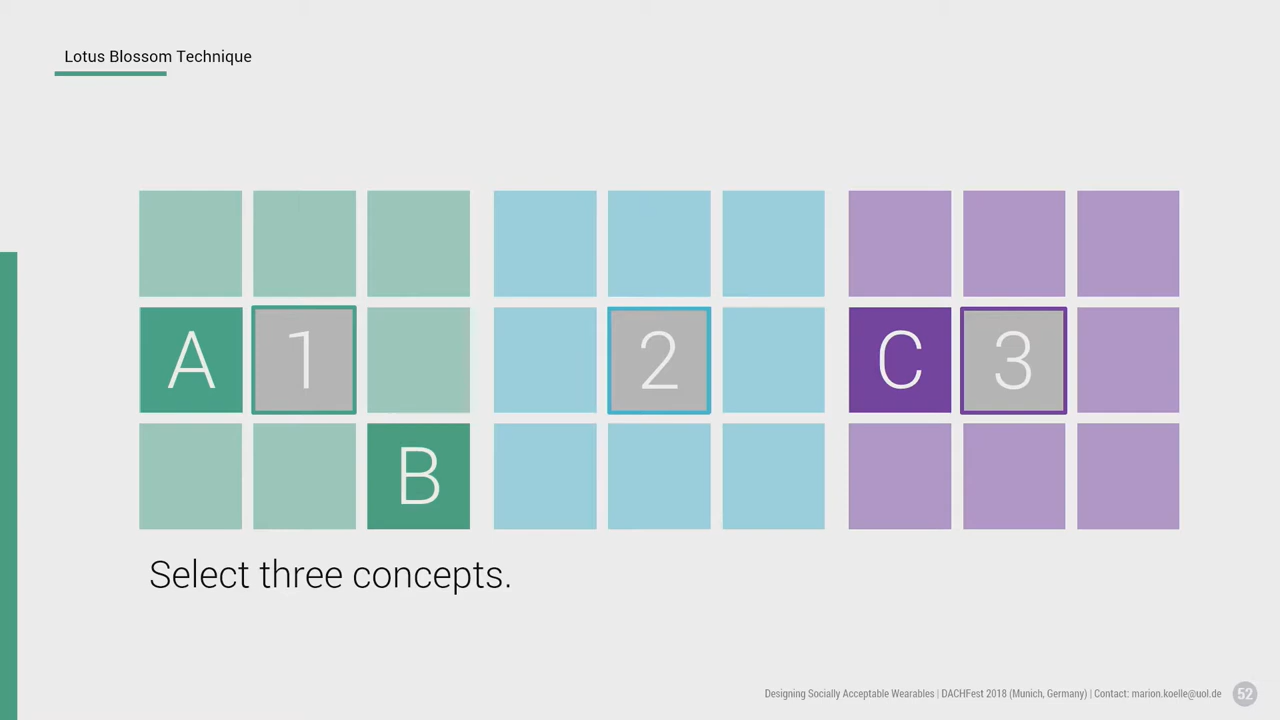 Lotus Blossom Technique
A 1 2 C 3
B
Select three concepts.
Designing Socially Acceptable Wearables | DACHFest 2018 (Munich, Germany) | Contact: marion.koelle@uol.de 52